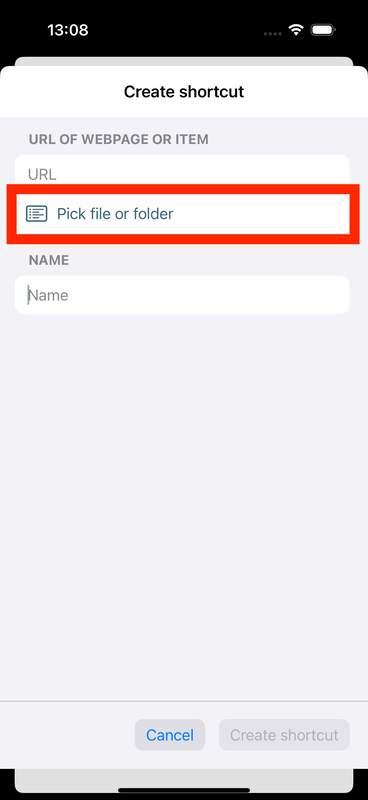 13:08
Create shortcut
URL OF WEBPAGE OR ITEM
URL
Pick file or folder
NAME
Name
Cancel
Create shortcut